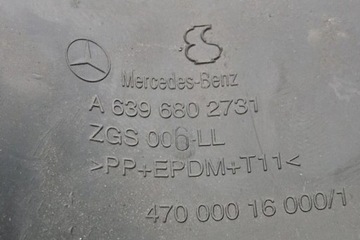 Mercedes-Benz
A 639 680 2731
ZGS 006-LL
>PP+EPDM+T11<
470 000 16 000/1